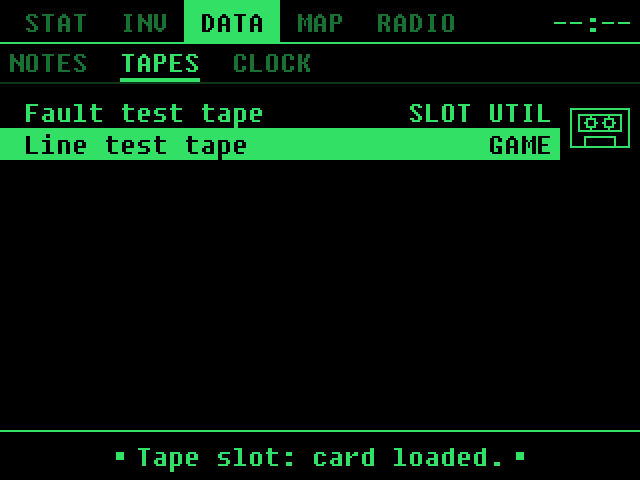 STAT INV DATA MAP RADIO --:--
NOTES TAPES CLOCK
Fault test tape SLOT UTIL
Line test tape GAME
▪ Tape slot: card loaded. ▪